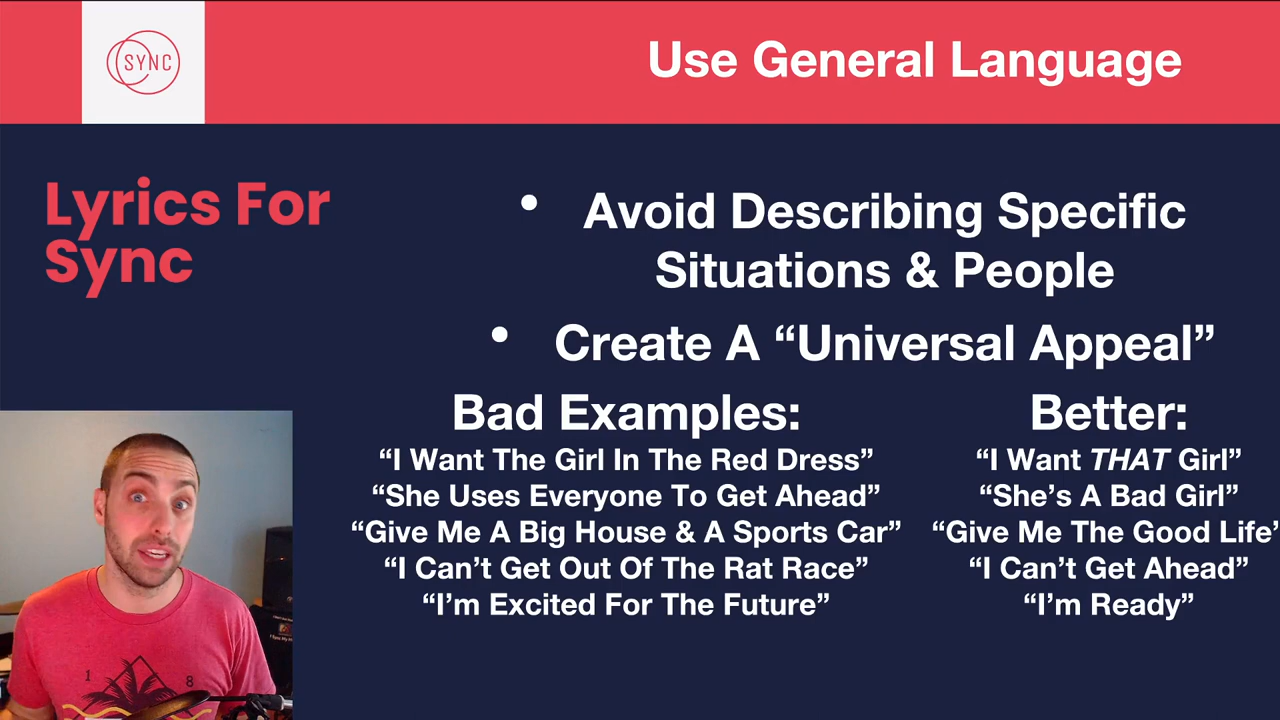 SYNC
Use General Language
Lyrics For
Sync
• Avoid Describing Specific
Situations & People
• Create A “Universal Appeal”
Bad Examples:
“I Want The Girl In The Red Dress”
“She Uses Everyone To Get Ahead”
“Give Me A Big House & A Sports Car”
“I Can’t Get Out Of The Rat Race”
“I’m Excited For The Future”
Better:
“I Want THAT Girl”
“She’s A Bad Girl”
“Give Me The Good Life”
“I Can’t Get Ahead”
“I’m Ready”
1 8